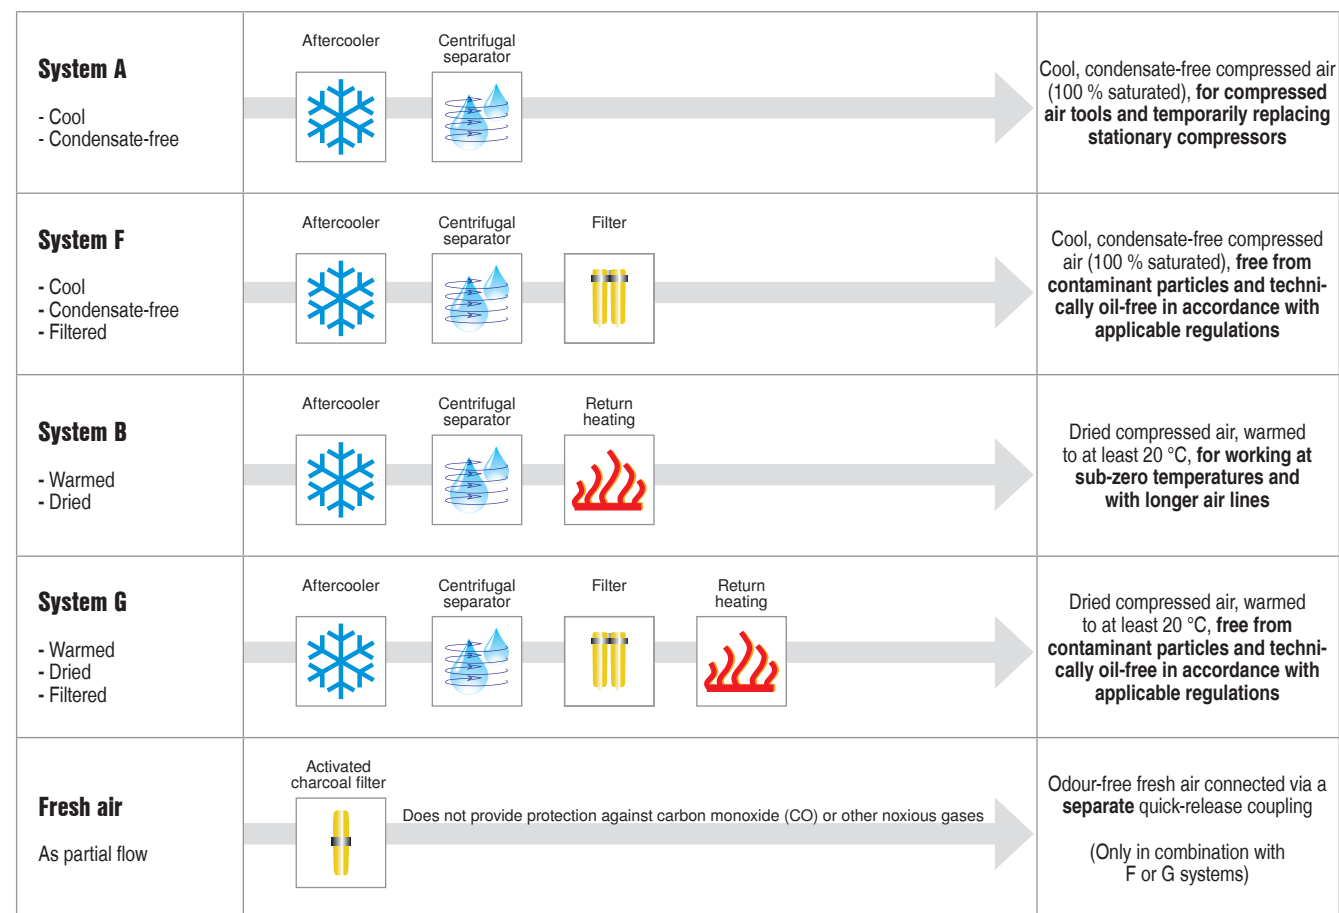 System A
- Cool
- Condensate-free
Aftercooler
Centrifugal
separator
Cool, condensate-free compressed air
(100 % saturated), for compressed
air tools and temporarily replacing
stationary compressors
System F
- Cool
- Condensate-free
- Filtered
Aftercooler
Centrifugal
separator
Filter
Cool, condensate-free compressed
air (100 % saturated), free from
contaminant particles and techni-
cally oil-free in accordance with
applicable regulations
System B
- Warmed
- Dried
Aftercooler
Centrifugal
separator
Return
heating
Dried compressed air, warmed
to at least 20 °C, for working at
sub-zero temperatures and
with longer air lines
System G
- Warmed
- Dried
- Filtered
Aftercooler
Centrifugal
separator
Filter
Return
heating
Dried compressed air, warmed
to at least 20 °C, free from
contaminant particles and techni-
cally oil-free in accordance with
applicable regulations
Fresh air
As partial flow
Activated
charcoal filter
Does not provide protection against carbon monoxide (CO) or other noxious gases
Odour-free fresh air connected via a
separate quick-release coupling
(Only in combination with
F or G systems)